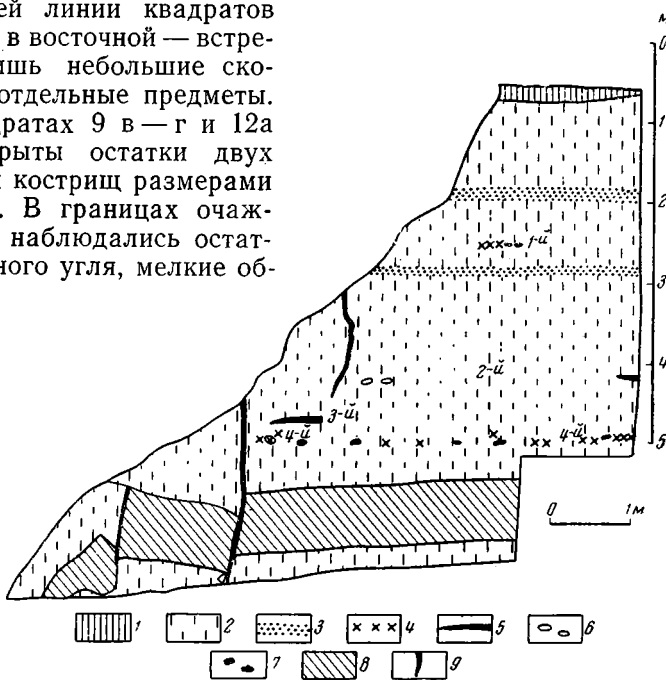 ей линии квадратов
в восточной — встре-
ишь небольшие ско-
отдельные предметы.
дратах 9 в — г и 12а
рыты остатки двух
кострищ размерами
. В границах очаж-
наблюдались остат-
ного угля, мелкие об-
м
0
1
2
1-й
3
2-й
4
3-й
4-й
4-й
5
0 1м
1 2 3 4 5 6
7 8 9